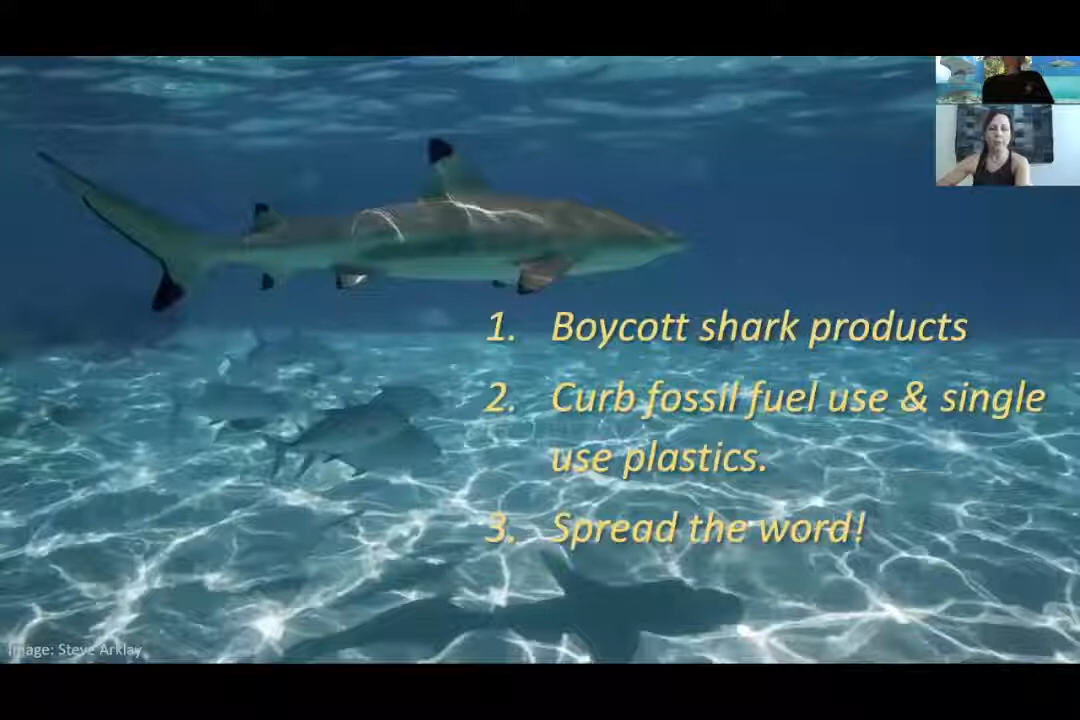 1. Boycott shark products
2. Curb fossil fuel use & single
use plastics.
3. Spread the word!
Image: Steve Arklay